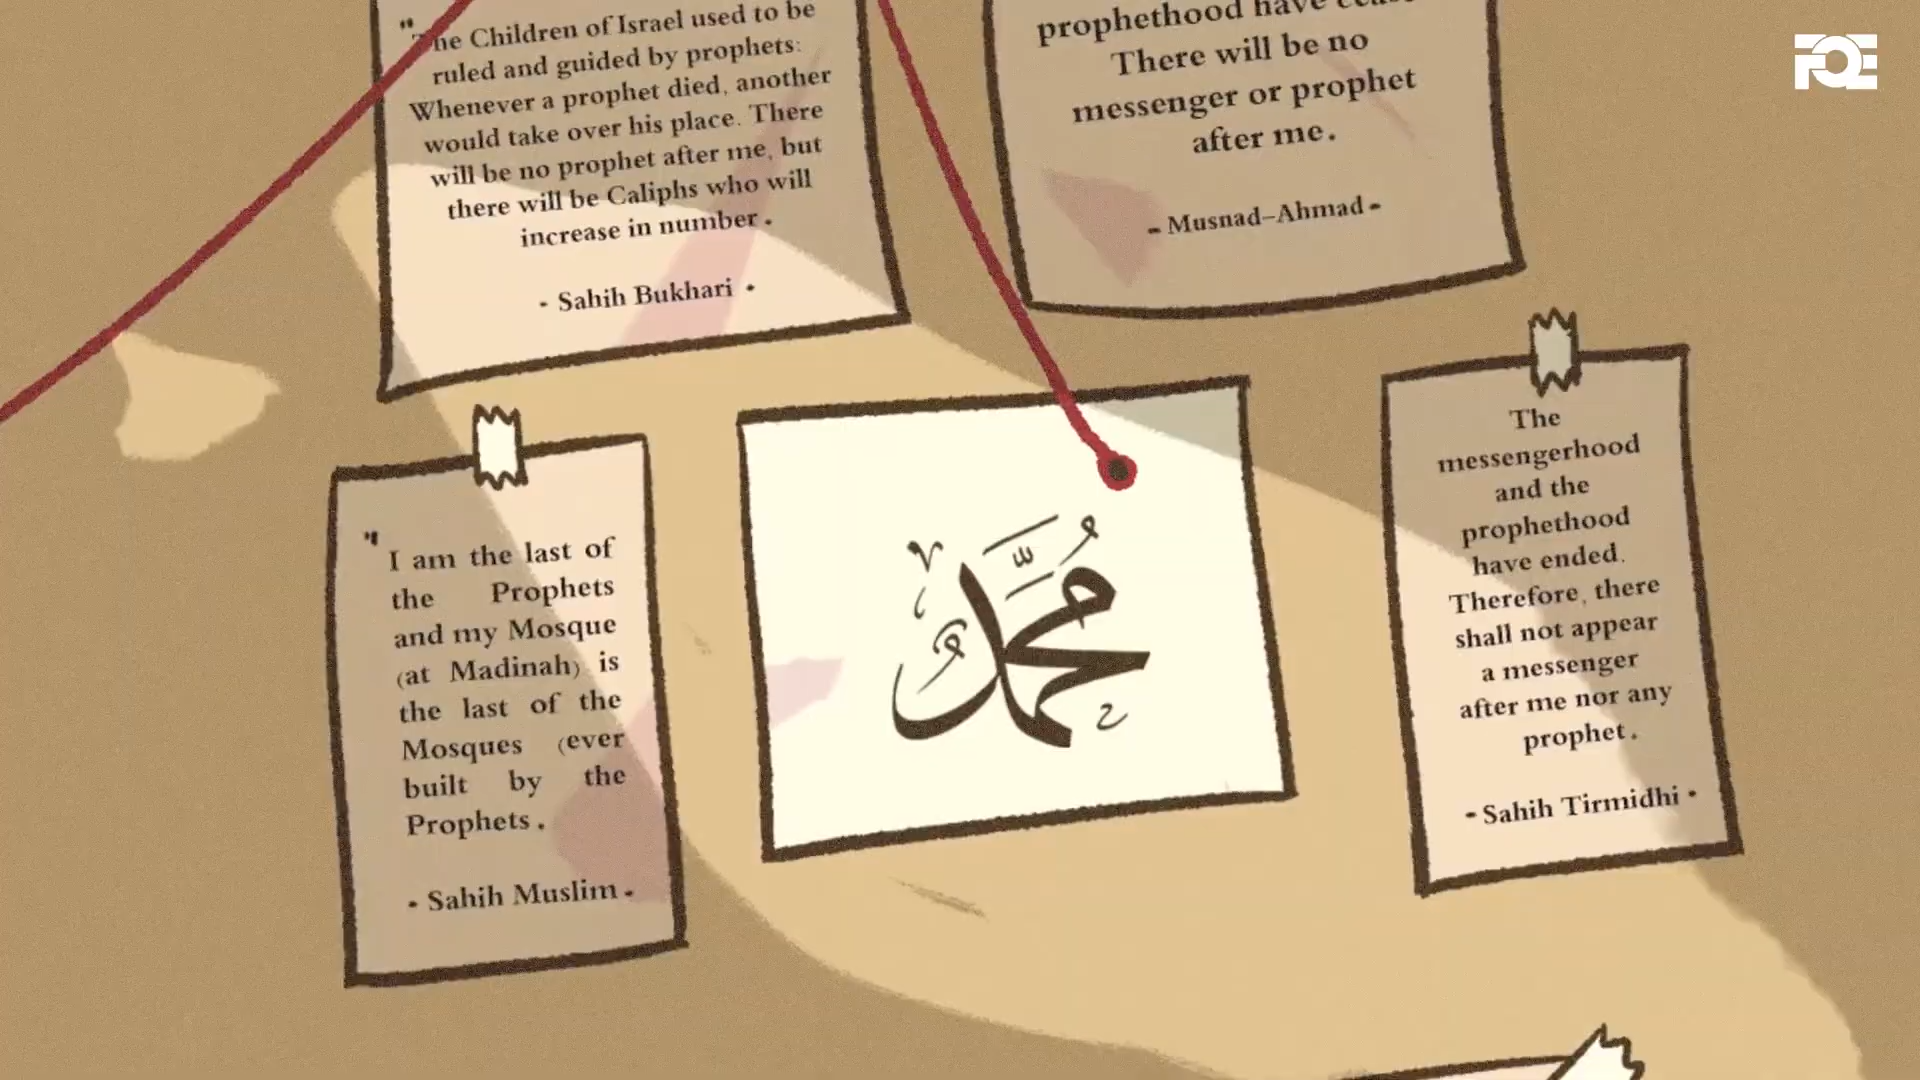 "The Children of Israel used to be
ruled and guided by prophets:
Whenever a prophet died, another
would take over his place. There
will be no prophet after me, but
there will be Caliphs who will
increase in number.
- Sahih Bukhari -
prophethood have
There will be no
messenger or prophet
after me.
- Musnad-Ahmad -
FOE
"I am the last of
the Prophets
and my Mosque
(at Madinah) is
the last of the
Mosques (ever
built by the
Prophets.
- Sahih Muslim -
مُحَمَّد
The
messengerhood
and the
prophethood
have ended.
Therefore, there
shall not appear
a messenger
after me nor any
prophet.
- Sahih Tirmidhi -